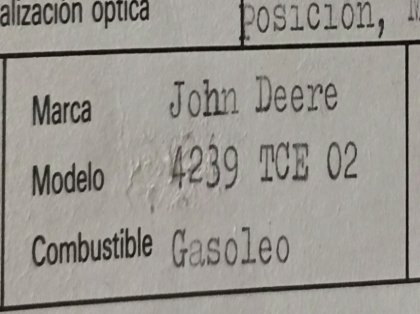 alización óptica posición,
Marca John Deere
Modelo 4239 TCE 02
Combustible Gasoleo